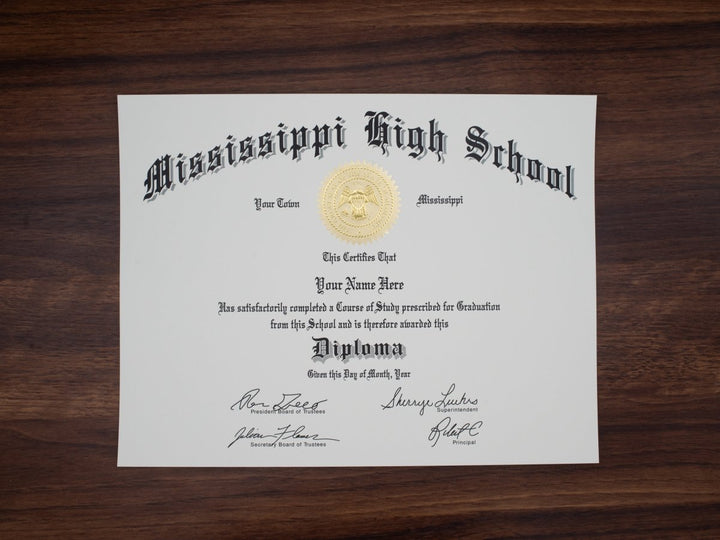 Mississippi High School
Your Town Mississippi
This Certifies That
Your Name Here
Has satisfactorily completed a Course of Study prescribed for Graduation
from this School and is therefore awarded this
Diploma
Given this Day of Month, Year
President Board of Trustees Superintendent
Secretary Board of Trustees Principal